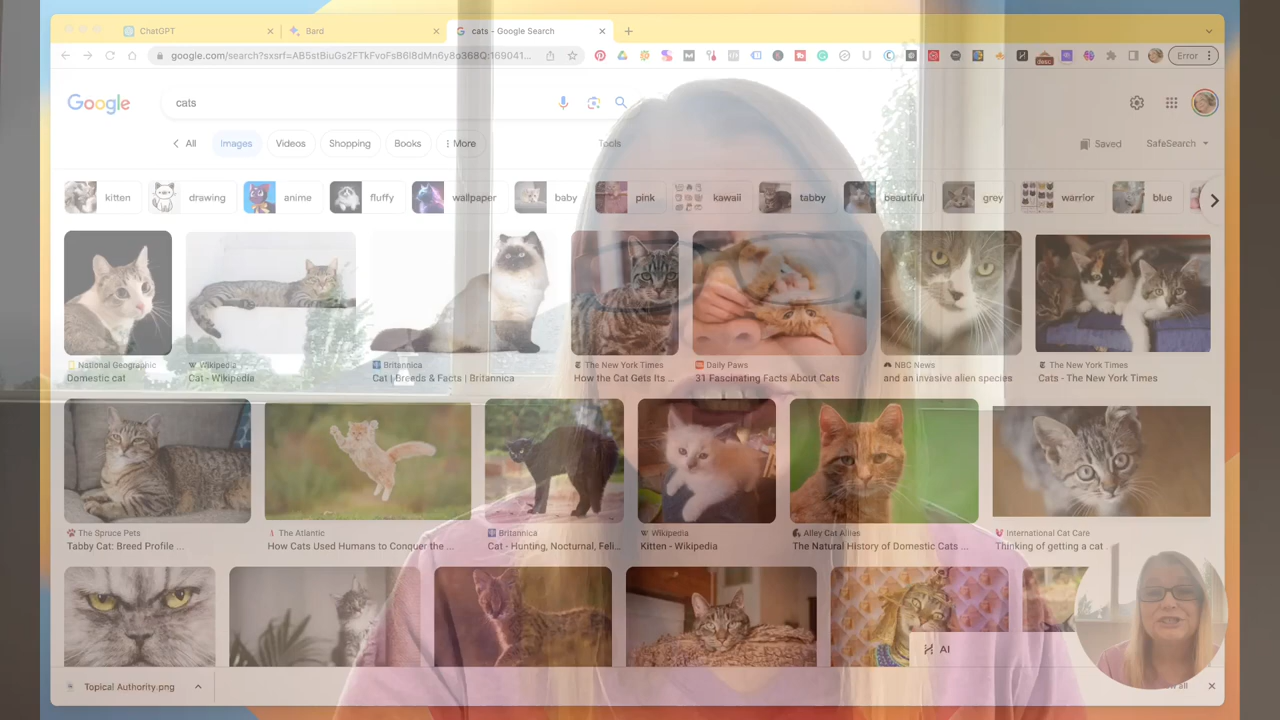 ChatGPT
Bard
cats - Google Search
google.com/search?sxsrf=AB5stBiuGs2FTkFvoFsB6l8dMn6y8o368Q:169041...
Error
Google
cats
All
Images
Videos
Shopping
Books
More
Tools
Saved
SafeSearch
kitten
drawing
anime
fluffy
wallpaper
baby
pink
kawaii
tabby
beautiful
grey
warrior
blue
National Geographic
Domestic cat
Wikipedia
Cat - Wikipedia
Britannica
Cat | Breeds & Facts | Britannica
The New York Times
How the Cat Gets Its ...
Daily Paws
31 Fascinating Facts About Cats
NBC News
and an invasive alien species
The New York Times
Cats - The New York Times
The Spruce Pets
Tabby Cat: Breed Profile ...
The Atlantic
How Cats Used Humans to Conquer the ...
Britannica
Cat - Hunting, Nocturnal, Feli...
Wikipedia
Kitten - Wikipedia
Alley Cat Allies
The Natural History of Domestic Cats ...
International Cat Care
Thinking of getting a cat
AI
Topical Authority.png
all